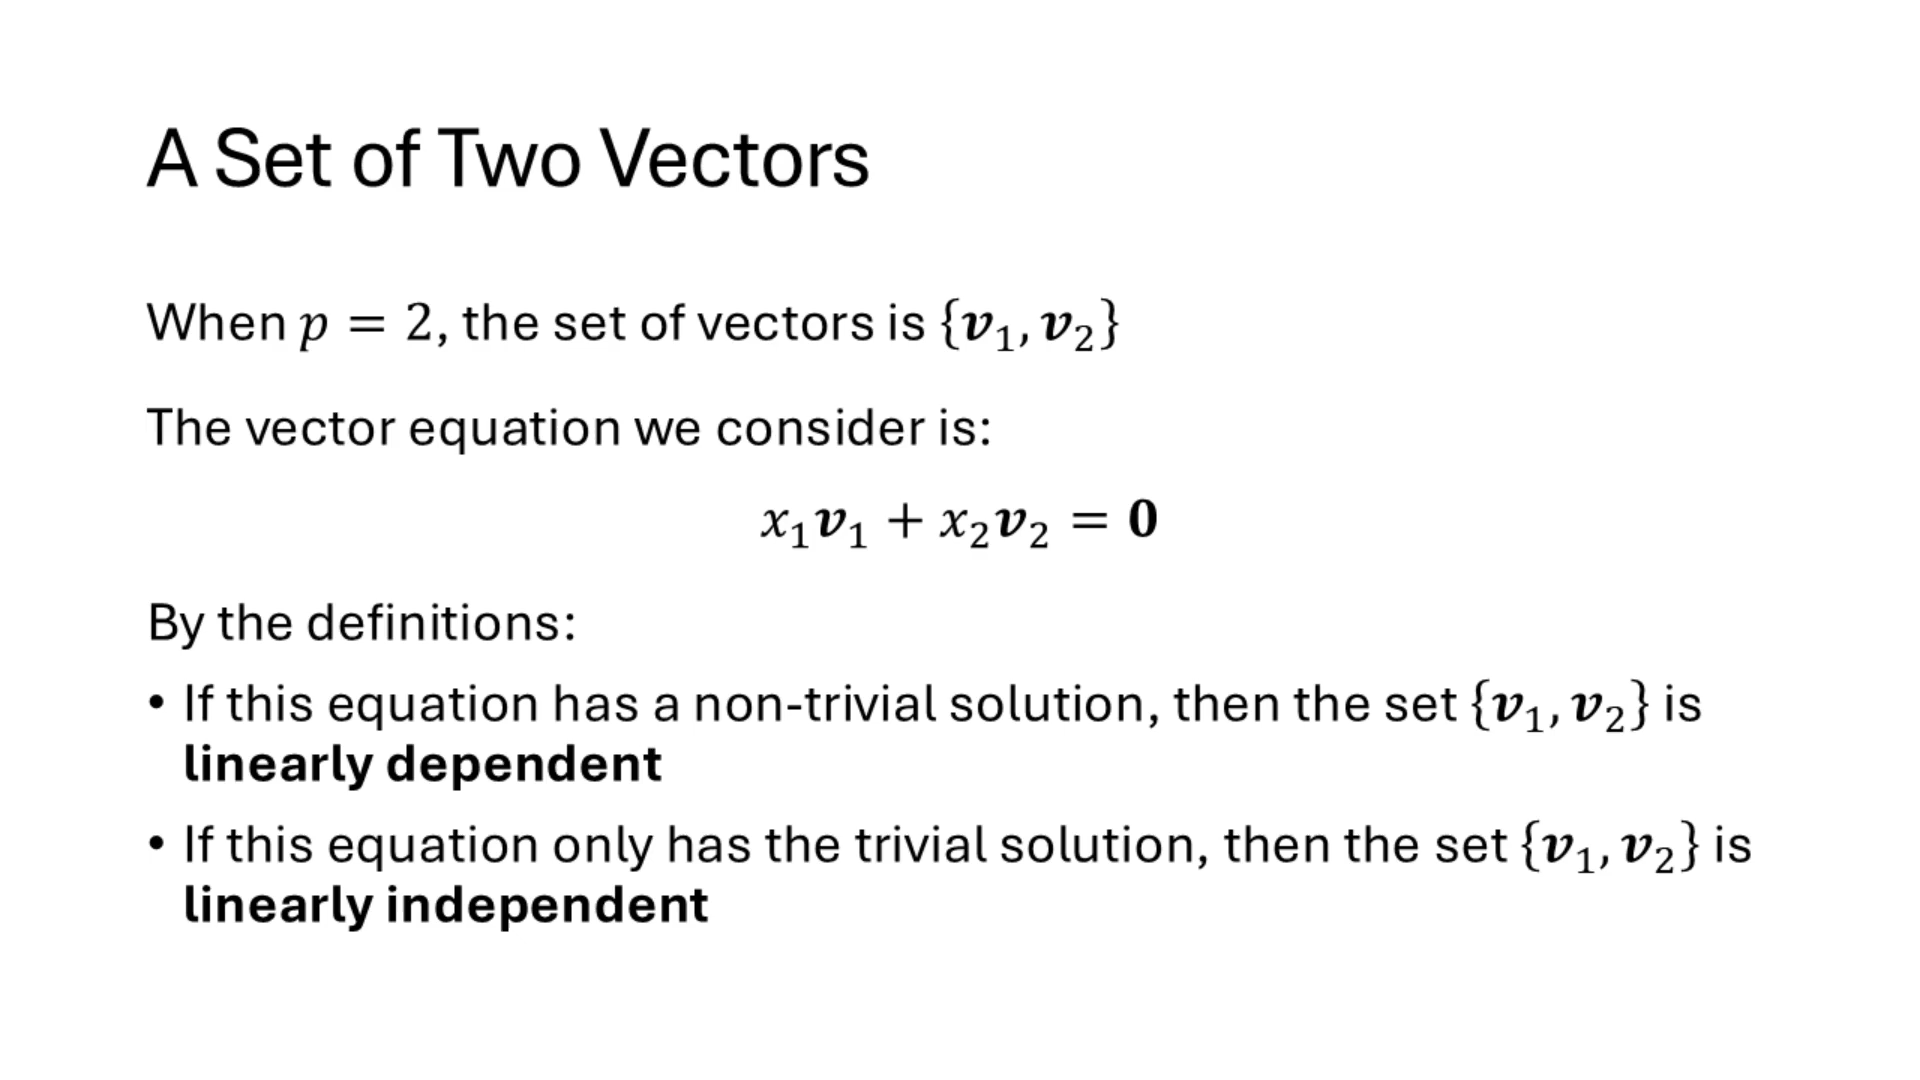 A Set of Two Vectors
When 𝑝 = 2, the set of vectors is {𝒗₁, 𝒗₂}
The vector equation we consider is:
𝑥₁𝒗₁ + 𝑥₂𝒗₂ = 𝟎
By the definitions:
• If this equation has a non-trivial solution, then the set {𝒗₁, 𝒗₂} is
linearly dependent
• If this equation only has the trivial solution, then the set {𝒗₁, 𝒗₂} is
linearly independent